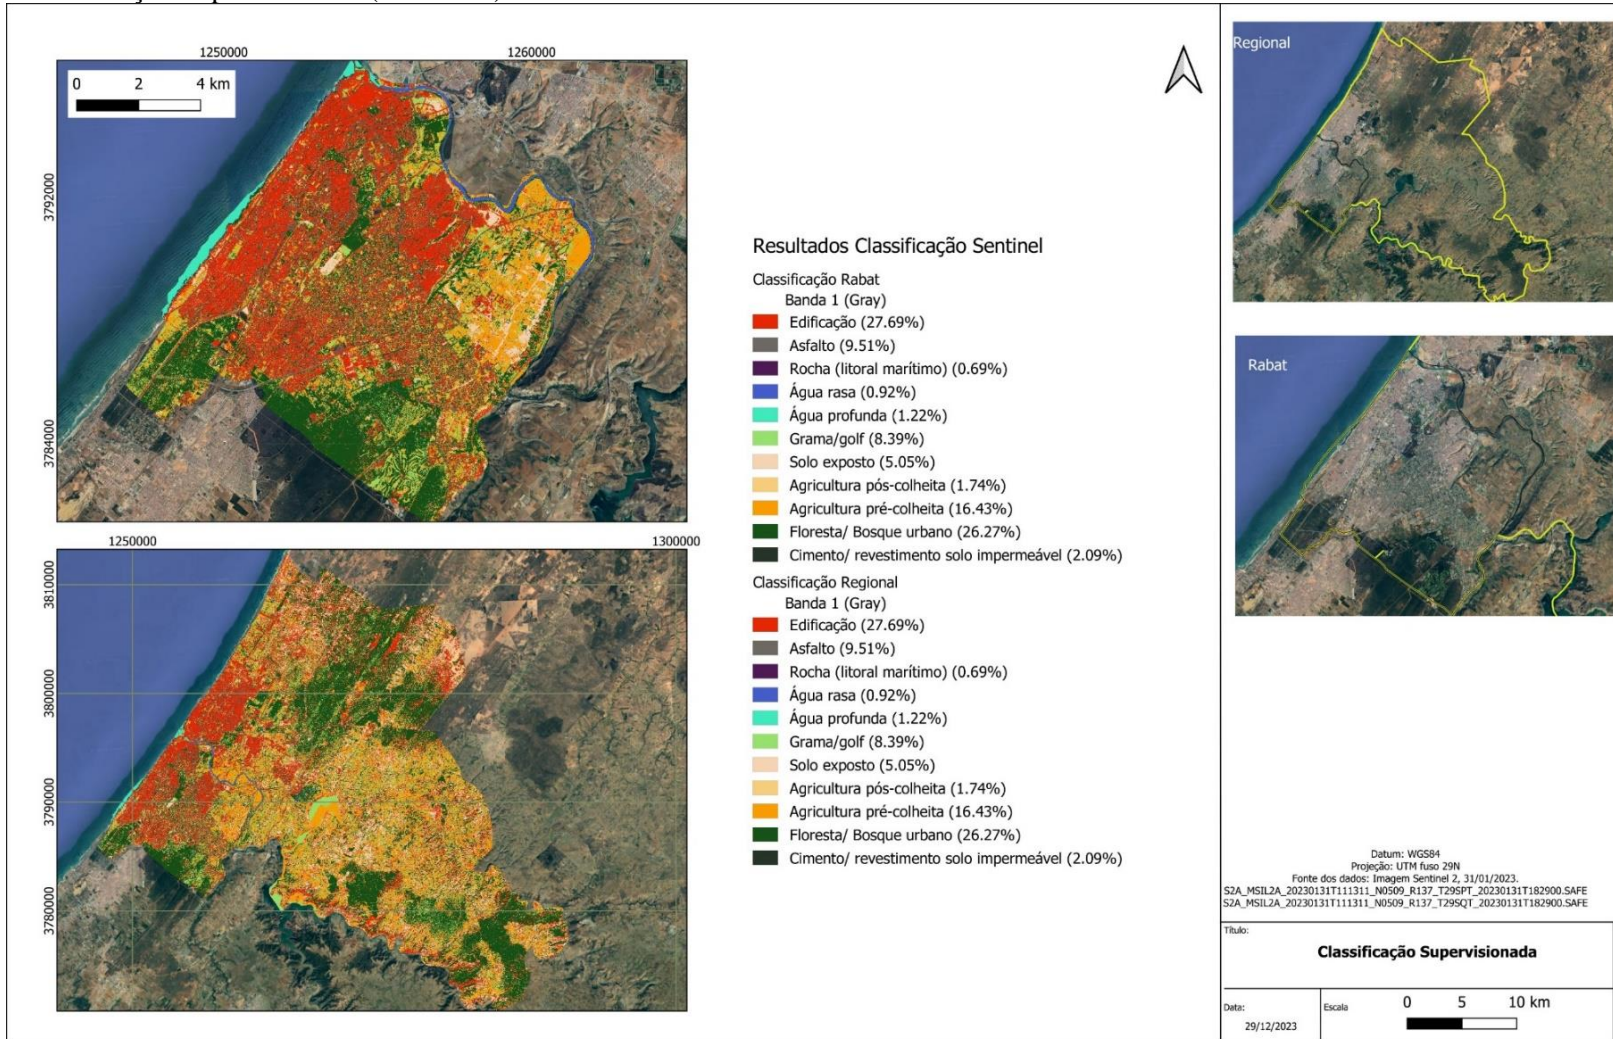 1250000
1260000
0 2 4 km
3792000
3784000
1250000
1300000
3810000
3800000
3790000
3780000
Resultados Classificação Sentinel
Classificação Rabat
Banda 1 (Gray)
Edificação (27.69%)
Asfalto (9.51%)
Rocha (litoral marítimo) (0.69%)
Água rasa (0.92%)
Água profunda (1.22%)
Grama/golf (8.39%)
Solo exposto (5.05%)
Agricultura pós-colheita (1.74%)
Agricultura pré-colheita (16.43%)
Floresta/ Bosque urbano (26.27%)
Cimento/ revestimento solo impermeável (2.09%)
Classificação Regional
Banda 1 (Gray)
Edificação (27.69%)
Asfalto (9.51%)
Rocha (litoral marítimo) (0.69%)
Água rasa (0.92%)
Água profunda (1.22%)
Grama/golf (8.39%)
Solo exposto (5.05%)
Agricultura pós-colheita (1.74%)
Agricultura pré-colheita (16.43%)
Floresta/ Bosque urbano (26.27%)
Cimento/ revestimento solo impermeável (2.09%)
Regional
Rabat
Datum: WGS84
Projeção: UTM fuso 29N
Fonte dos dados: Imagem Sentinel 2, 31/01/2023.
S2A_MSIL2A_20230131T111311_N0509_R137_T29SPT_20230131T182900.SAFE
S2A_MSIL2A_20230131T111311_N0509_R137_T29SQT_20230131T182900.SAFE
Título:
Classificação Supervisionada
Data:
29/12/2023
Escala
0 5 10 km